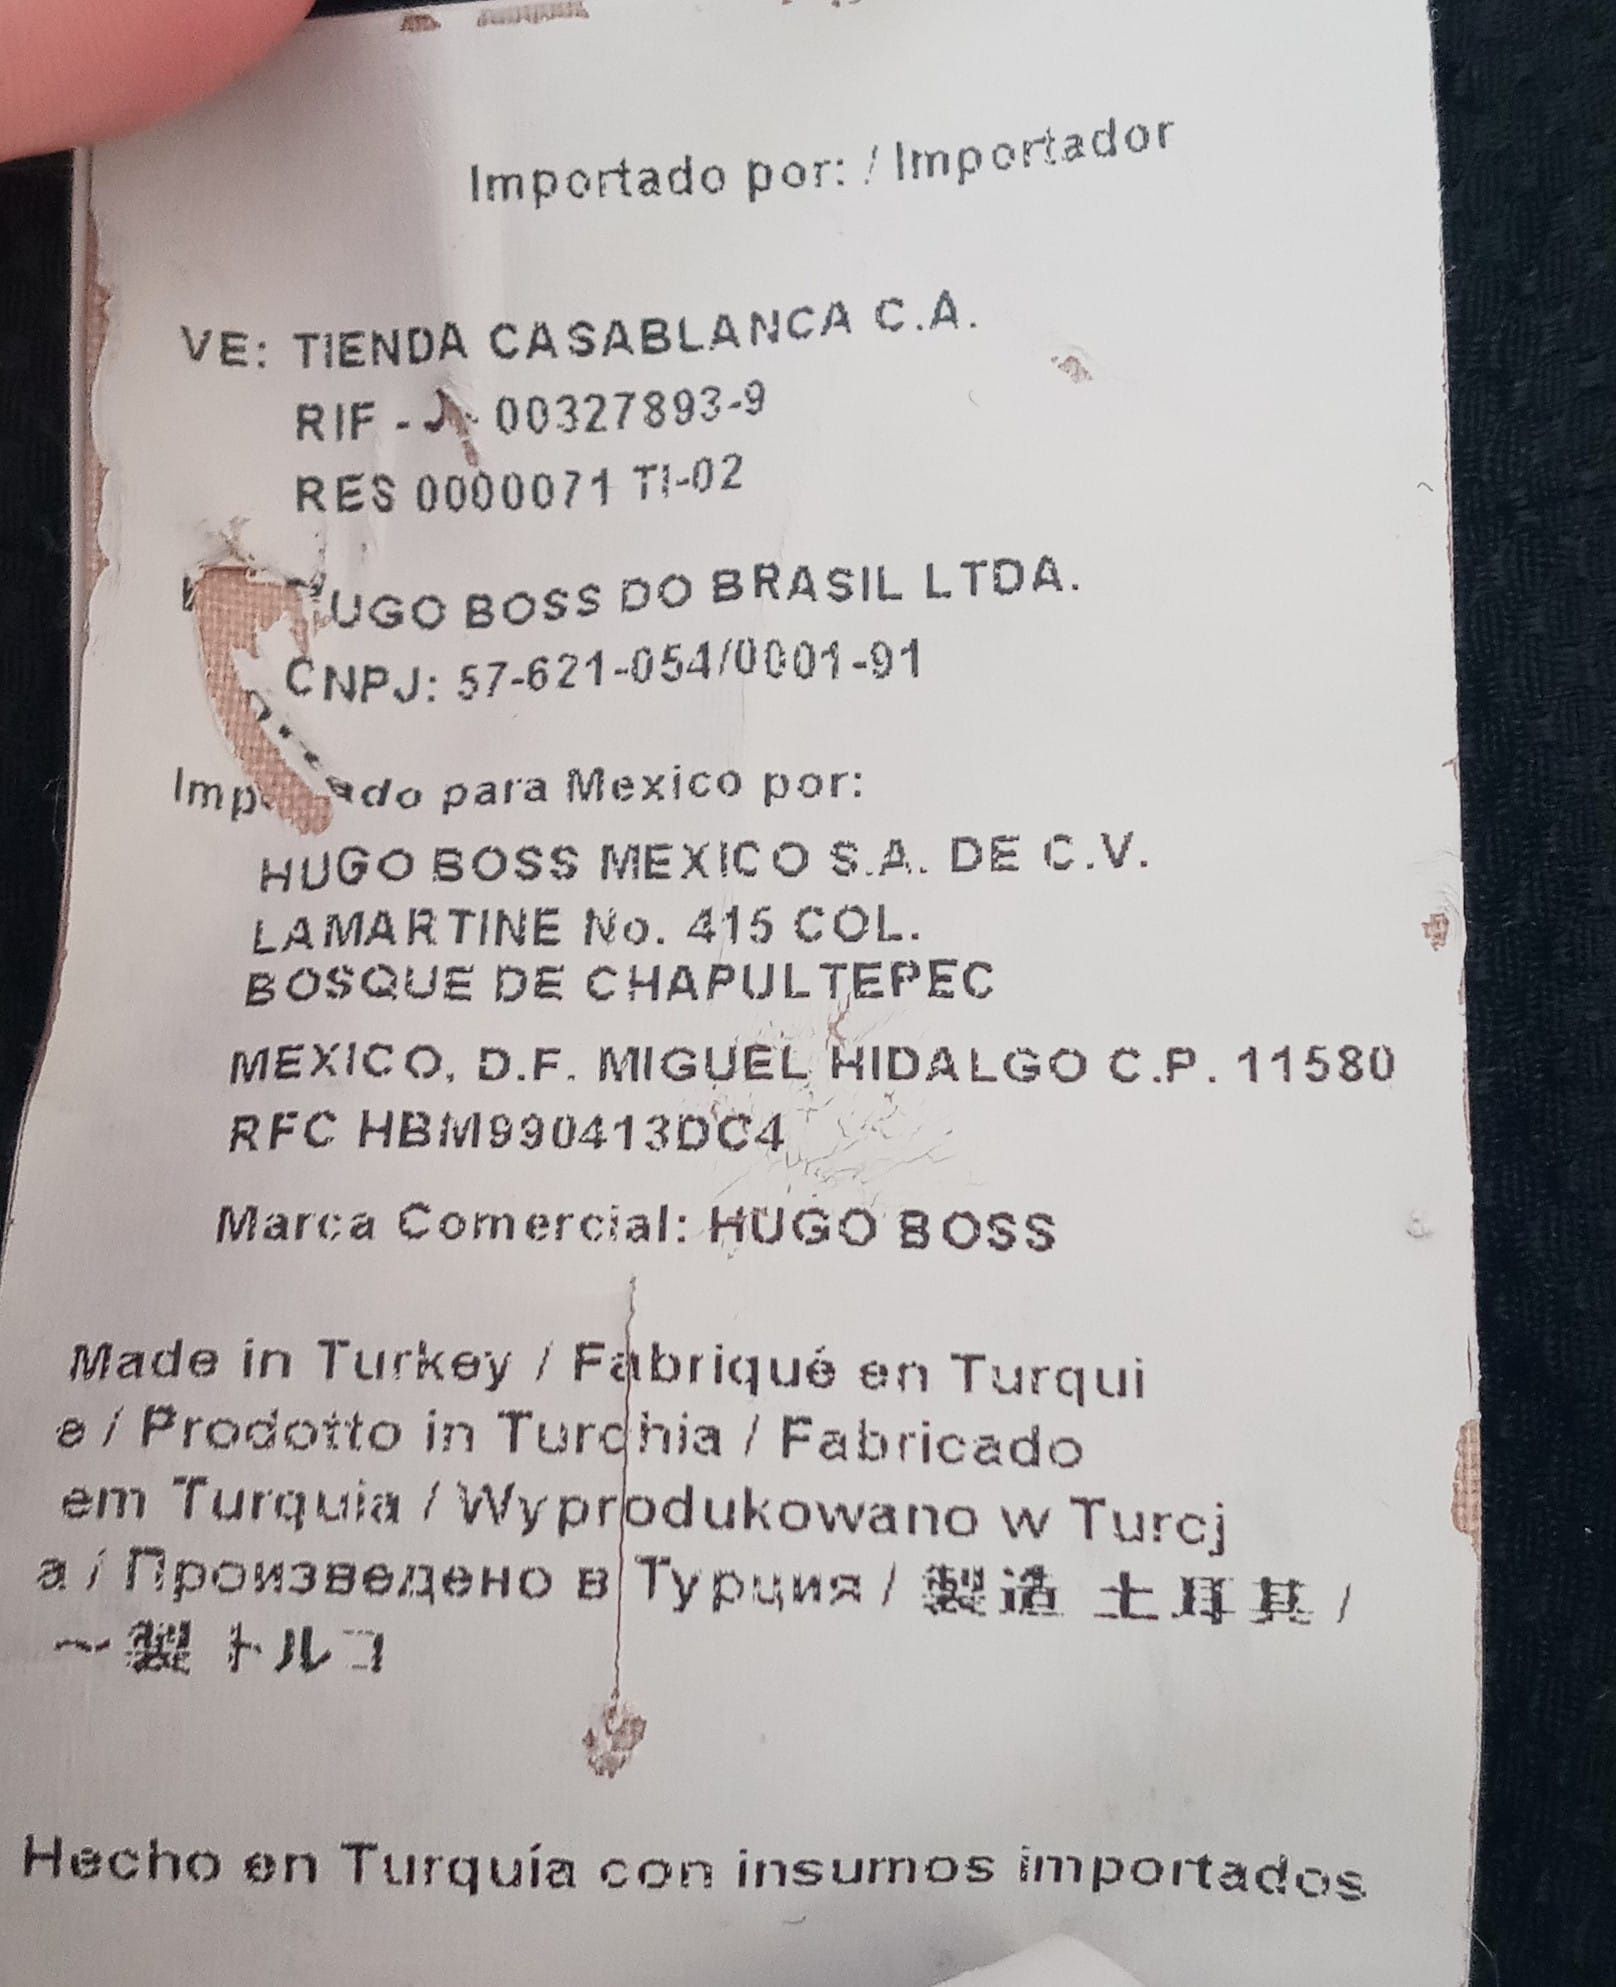 Importado por: / Importador
VE: TIENDA CASABLANCA C.A.
RIF - J- 00327893-9
RES 0000071 TI-02
HUGO BOSS DO BRASIL LTDA.
CNPJ: 57-621-054/0001-91
para Mexico por:
HUGO BOSS MEXICO S.A. DE C.V.
LAMARTINE No. 415 COL.
BOSQUE DE CHAPULTEPEC
MEXICO, D.F. MIGUEL HIDALGO C.P. 11580
RFC HBM990413DC4
Marca Comercial: HUGO BOSS
Made in Turkey / Fabriqué en Turqui
e / Prodotto in Turchia / Fabricado
em Turquia / Wyprodukowano w Turcj
a / Произведено в Турция / 製造 土耳其 /
〜製 トルコ
Hecho en Turquía con insumos importados